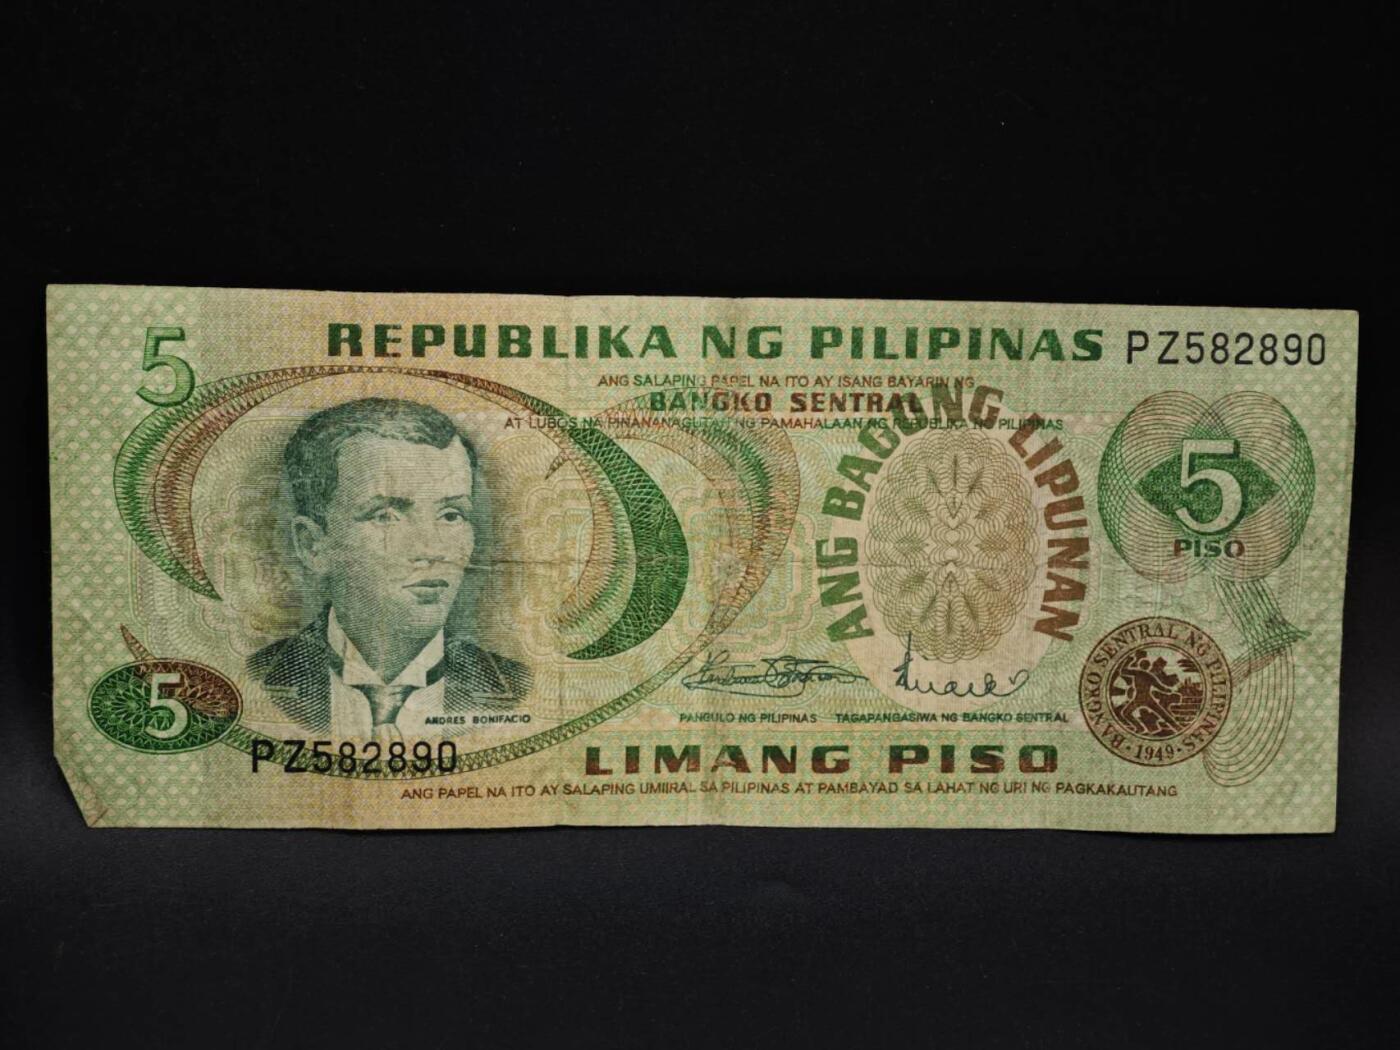 5
REPUBLIKA NG PILIPINAS
PZ582890
ANG SALAPING PAPEL NA ITO AY ISANG BAYARIN NG
BANGKO SENTRAL
AT LUBOS NA PINANANAGUTAN NG PAMAHALAAN NG REPUBLIKA NG PILIPINAS
ANG BAGONG LIPUNAN
5
PISO
ANDRES BONIFACIO
PANGULO NG PILIPINAS
TAGAPANGASIWA NG BANGKO SENTRAL
BANGKO SENTRAL NG PILIPINAS
1949
5
PZ582890
LIMANG PISO
ANG PAPEL NA ITO AY SALAPING UMIIRAL SA PILIPINAS AT PAMBAYAD SA LAHAT NG URI NG PAGKAKAUTANG